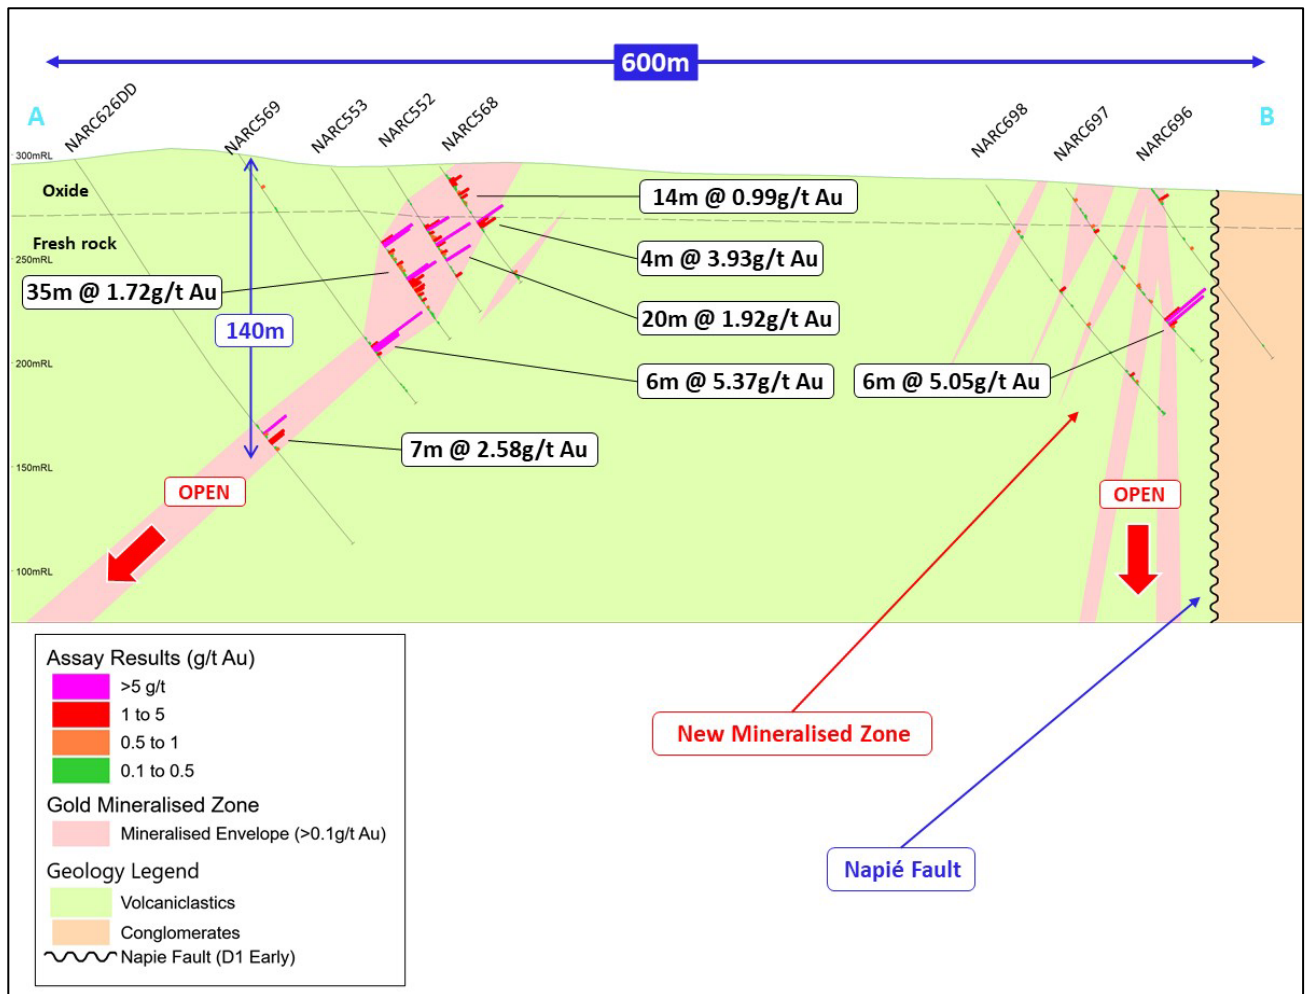 600m
A
NARC626DD
NARC569
NARC553
NARC552
NARC568
NARC698
NARC697
NARC696
B
300mRL
Oxide
14m @ 0.99g/t Au
Fresh rock
250mRL
4m @ 3.93g/t Au
35m @ 1.72g/t Au
20m @ 1.92g/t Au
140m
200mRL
6m @ 5.37g/t Au
6m @ 5.05g/t Au
7m @ 2.58g/t Au
150mRL
OPEN
OPEN
100mRL
New Mineralised Zone
Napié Fault
Assay Results (g/t Au)
>5 g/t
1 to 5
0.5 to 1
0.1 to 0.5
Gold Mineralised Zone
Mineralised Envelope (>0.1g/t Au)
Geology Legend
Volcaniclastics
Conglomerates
Napie Fault (D1 Early)